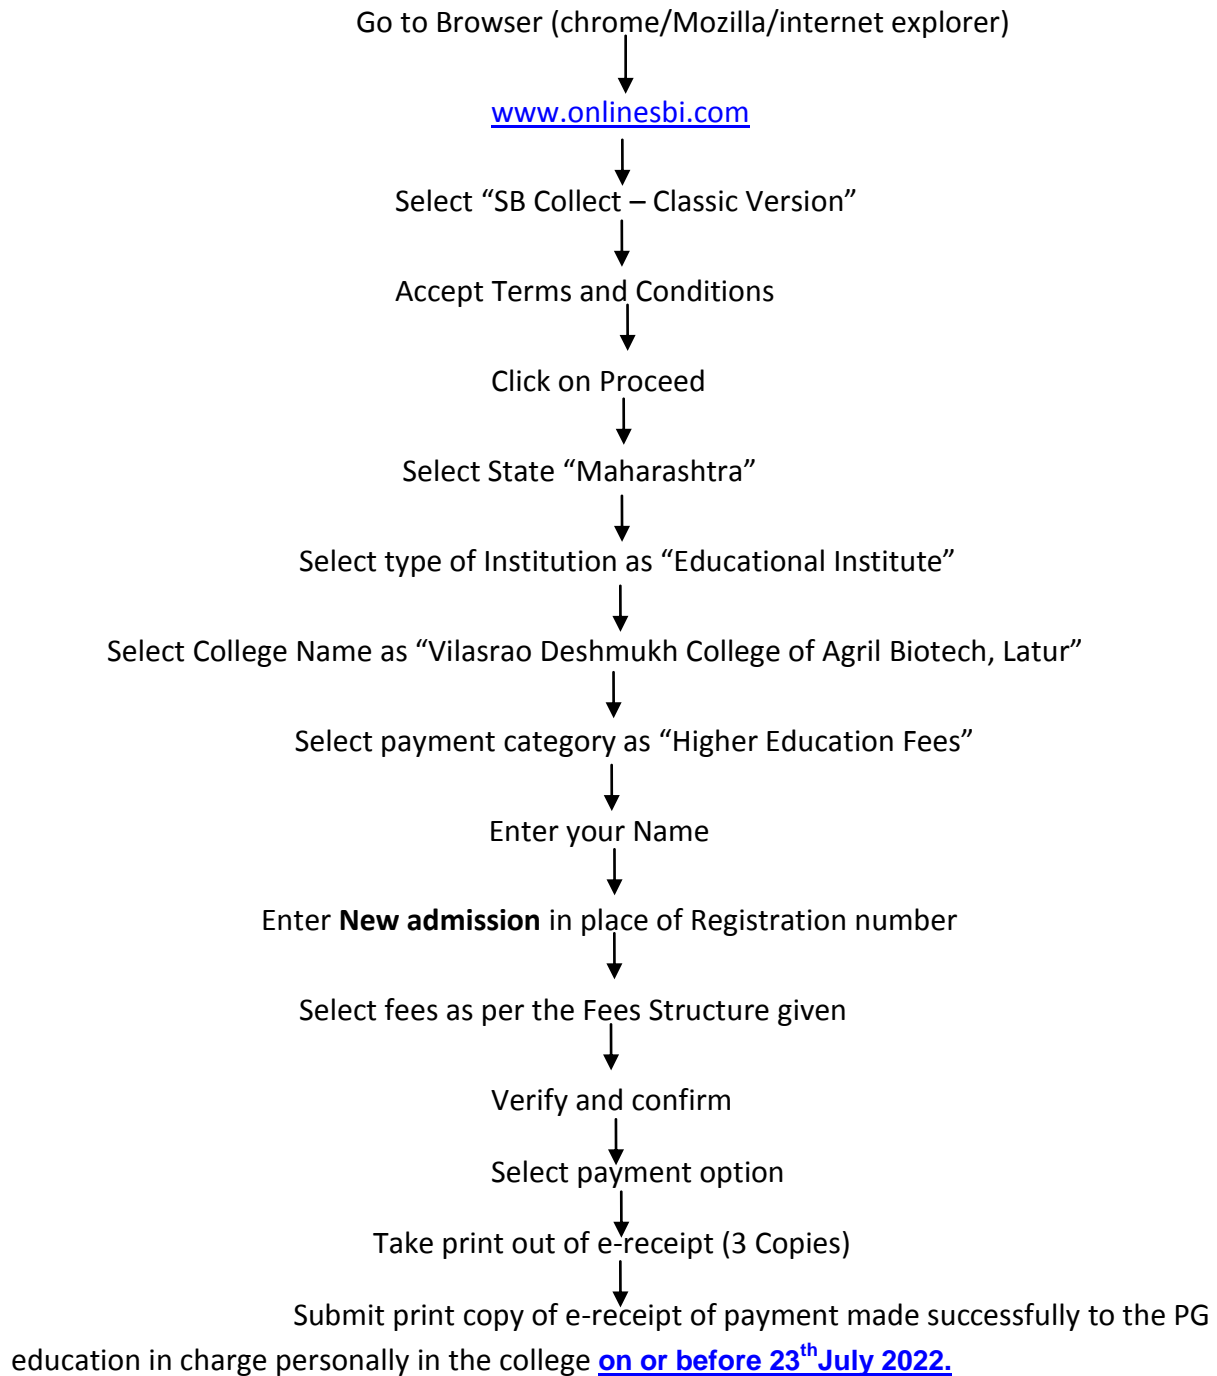 Go to Browser (chrome/Mozilla/internet explorer)
www.onlinesbi.com
Select “SB Collect – Classic Version”
Accept Terms and Conditions
Click on Proceed
Select State “Maharashtra”
Select type of Institution as “Educational Institute”
Select College Name as “Vilasrao Deshmukh College of Agril Biotech, Latur”
Select payment category as “Higher Education Fees”
Enter your Name
Enter New admission in place of Registration number
Select fees as per the Fees Structure given
Verify and confirm
Select payment option
Take print out of e-receipt (3 Copies)
Submit print copy of e-receipt of payment made successfully to the PG
education in charge personally in the college on or before 23thJuly 2022.